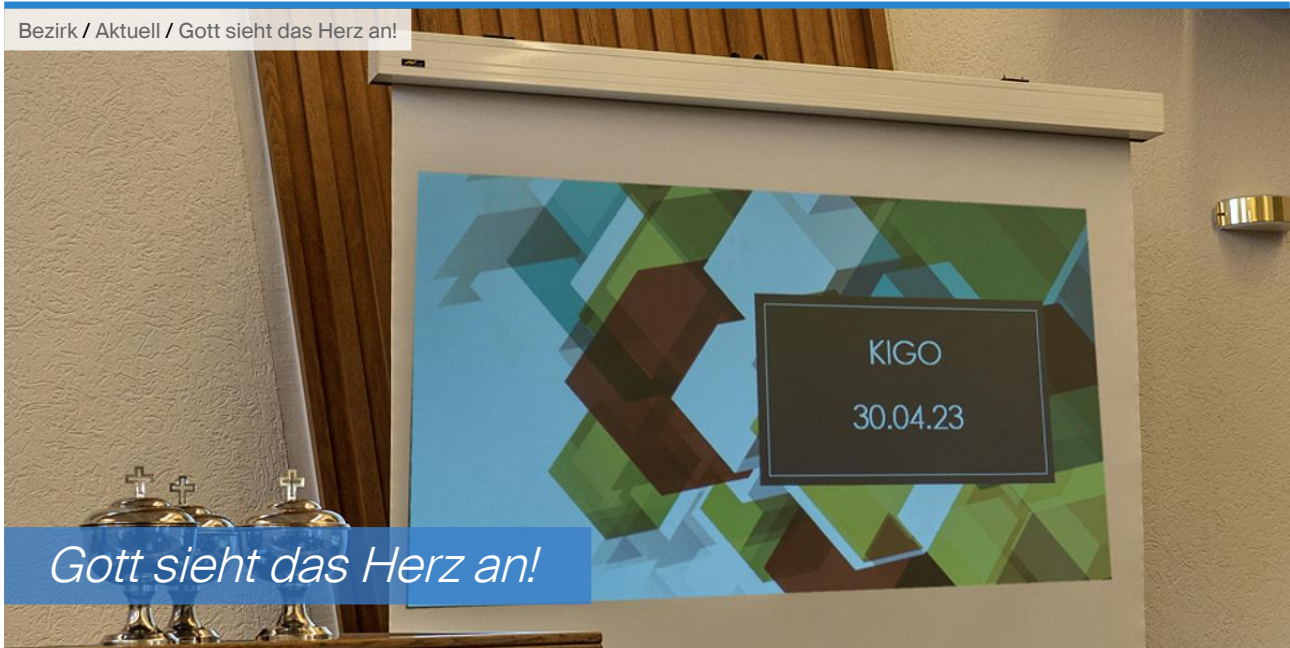 Bezirk / Aktuell / Gott sieht das Herz an!
KIGO
30.04.23
Gott sieht das Herz an!